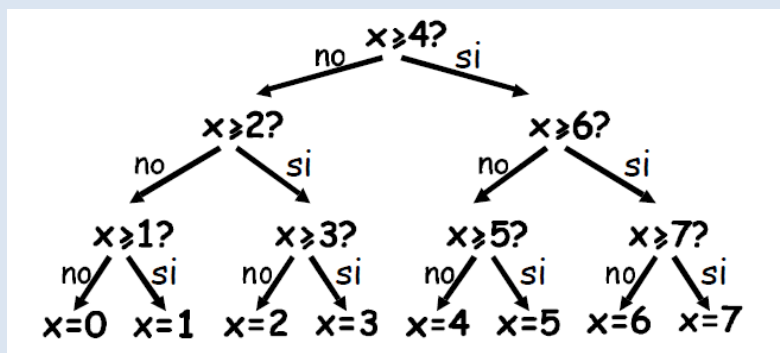 x⩾4?
no si
x⩾2? x⩾6?
no si no si
x⩾1? x⩾3? x⩾5? x⩾7?
no si no si no si no si
x=0 x=1 x=2 x=3 x=4 x=5 x=6 x=7